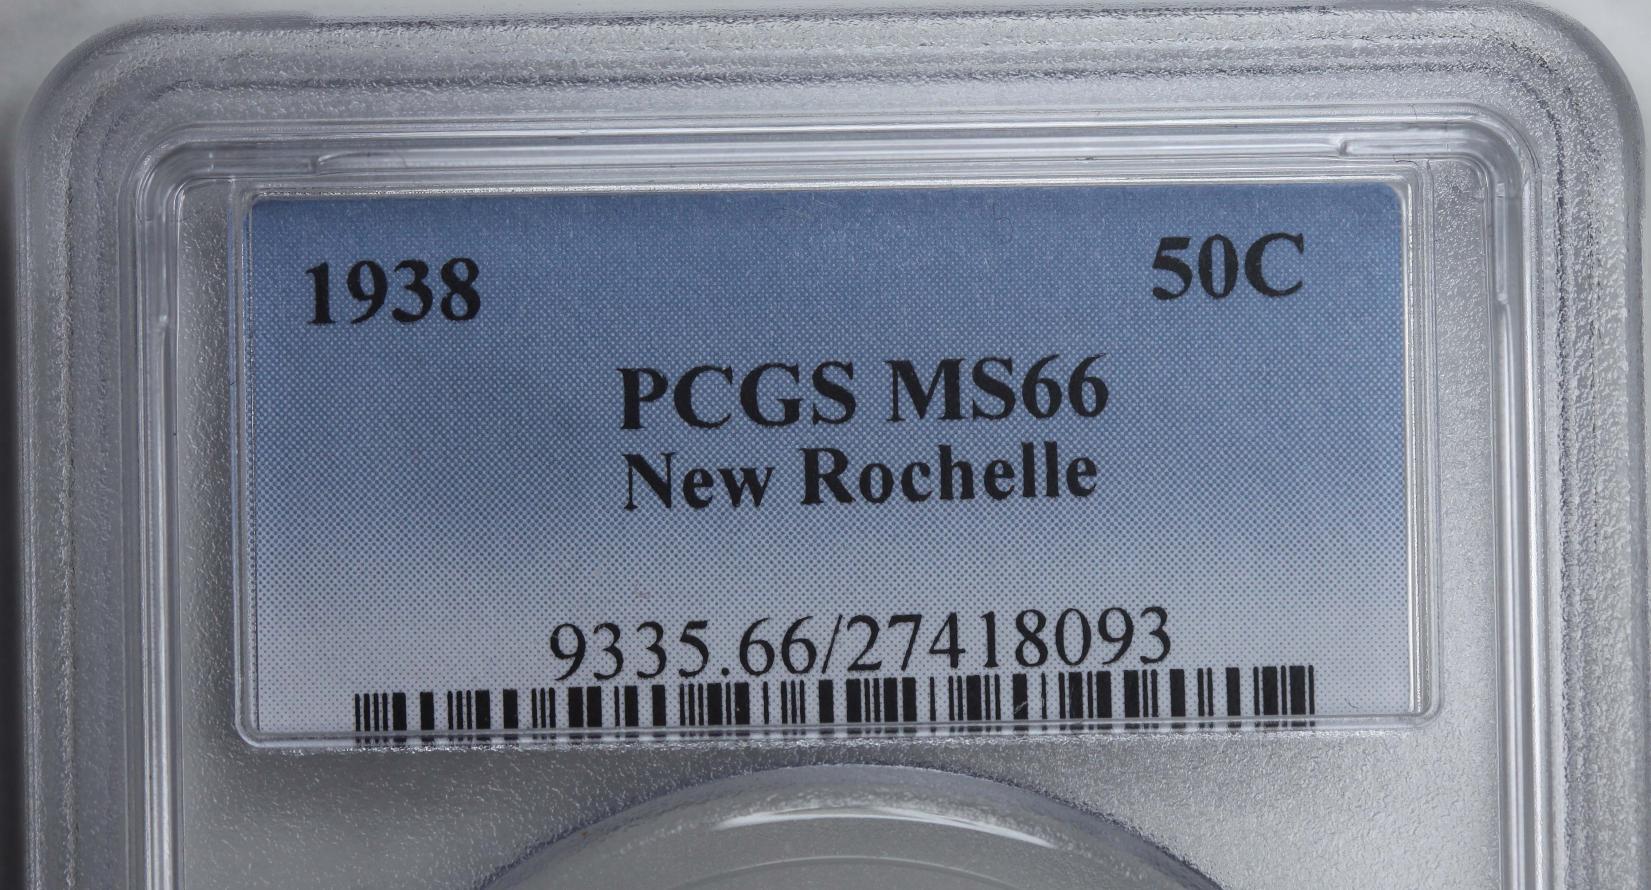 1938 50C
PCGS MS66
New Rochelle
9335.66/27418093